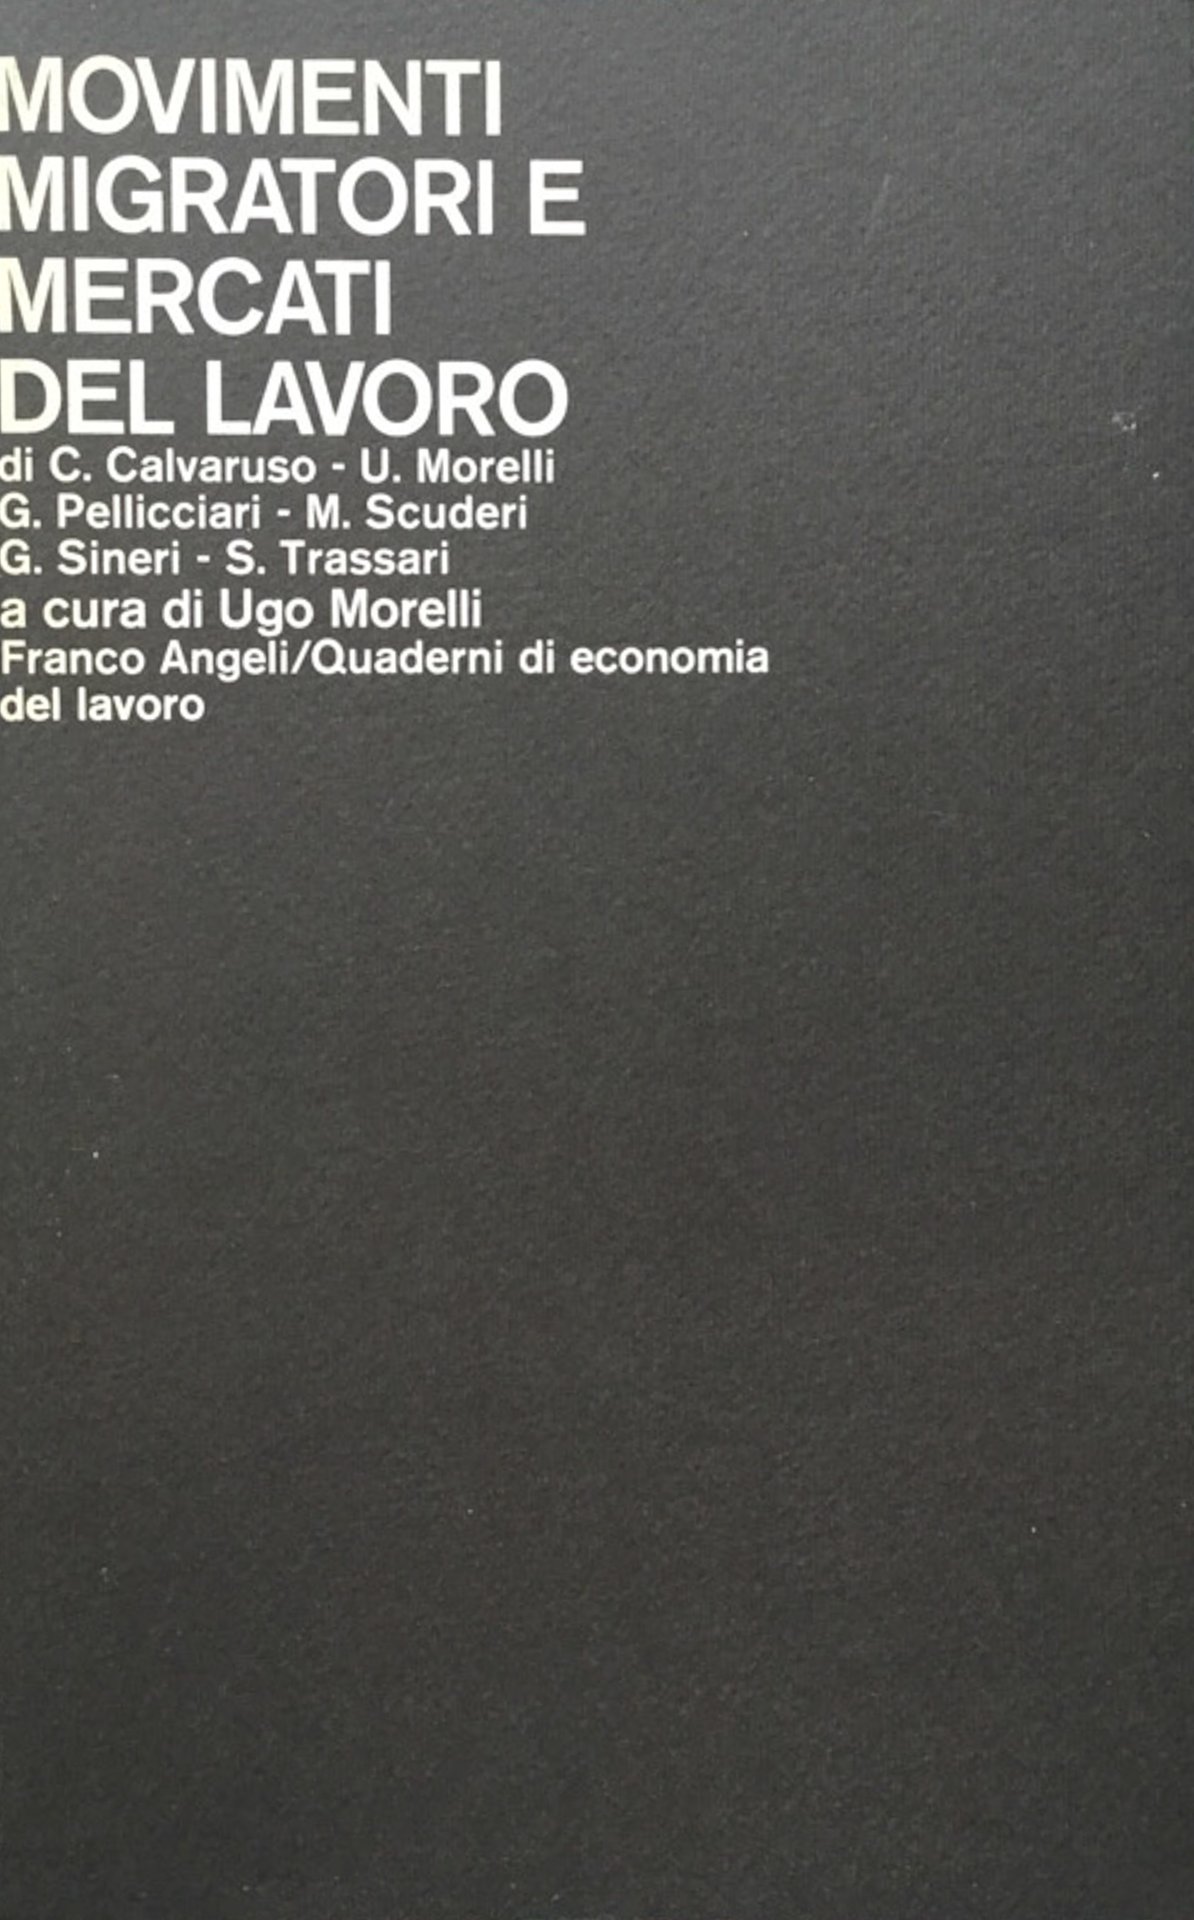 MOVIMENTI
MIGRATORI E
MERCATI
DEL LAVORO
di C. Calvaruso - U. Morelli
G. Pellicciari - M. Scuderi
G. Sineri - S. Trassari
a cura di Ugo Morelli
Franco Angeli/Quaderni di economia
del lavoro